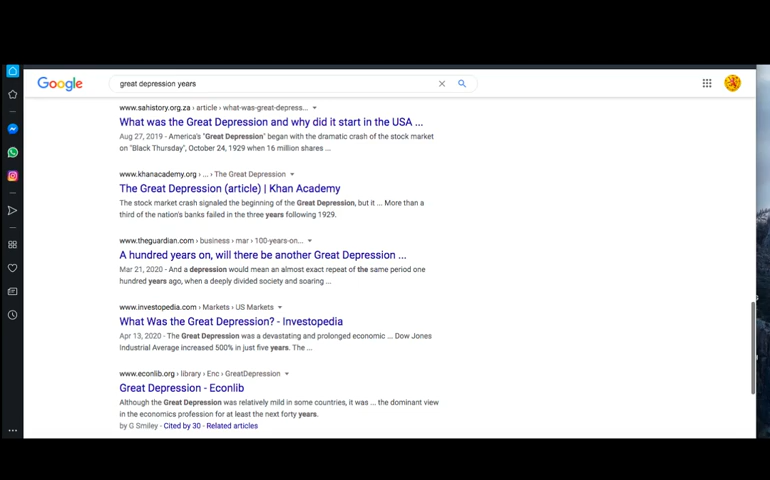 Google
great depression years
www.sahistory.org.za › article › what-was-great-depress...
What was the Great Depression and why did it start in the USA ...
Aug 27, 2019 - America's "Great Depression" began with the dramatic crash of the stock market
on "Black Thursday", October 24, 1929 when 16 million shares ...
www.khanacademy.org › ... › The Great Depression
The Great Depression (article) | Khan Academy
The stock market crash signaled the beginning of the Great Depression, but it ... More than a
third of the nation's banks failed in the three years following 1929.
www.theguardian.com › business › mar › 100-years-on...
A hundred years on, will there be another Great Depression ...
Mar 21, 2020 - And a depression would mean an almost exact repeat of the same period one
hundred years ago, when a deeply divided society and soaring ...
www.investopedia.com › Markets › US Markets
What Was the Great Depression? - Investopedia
Apr 13, 2020 - The Great Depression was a devastating and prolonged economic ... Dow Jones
Industrial Average increased 500% in just five years. The ...
www.econlib.org › library › Enc › GreatDepression
Great Depression - Econlib
Although the Great Depression was relatively mild in some countries, it was ... the dominant view
in the economics profession for at least the next forty years.
by G Smiley - Cited by 30 - Related articles